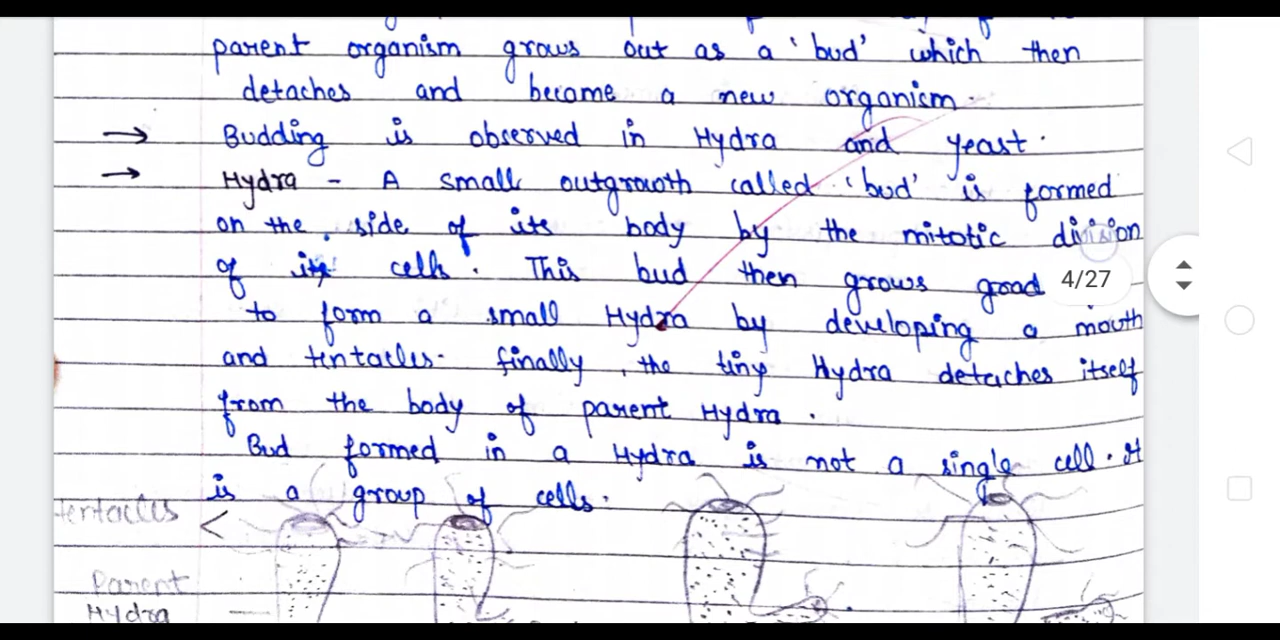 parent organism grows out as a 'bud' which then
detaches and become a new organism.
→ Budding is observed in Hydra and yeast.
→ Hydra - A small outgrowth called 'bud' is formed
on the side of its body by the mitotic division
of its cells. This bud then grows grad
4/27
to form a small Hydra by developing a mouth
and tentacles. finally, the tiny Hydra detaches itself
from the body of parent Hydra.
Bud formed in a Hydra is not a single cell. It
is a group of cells.
tentacles <
Parent
Hydra